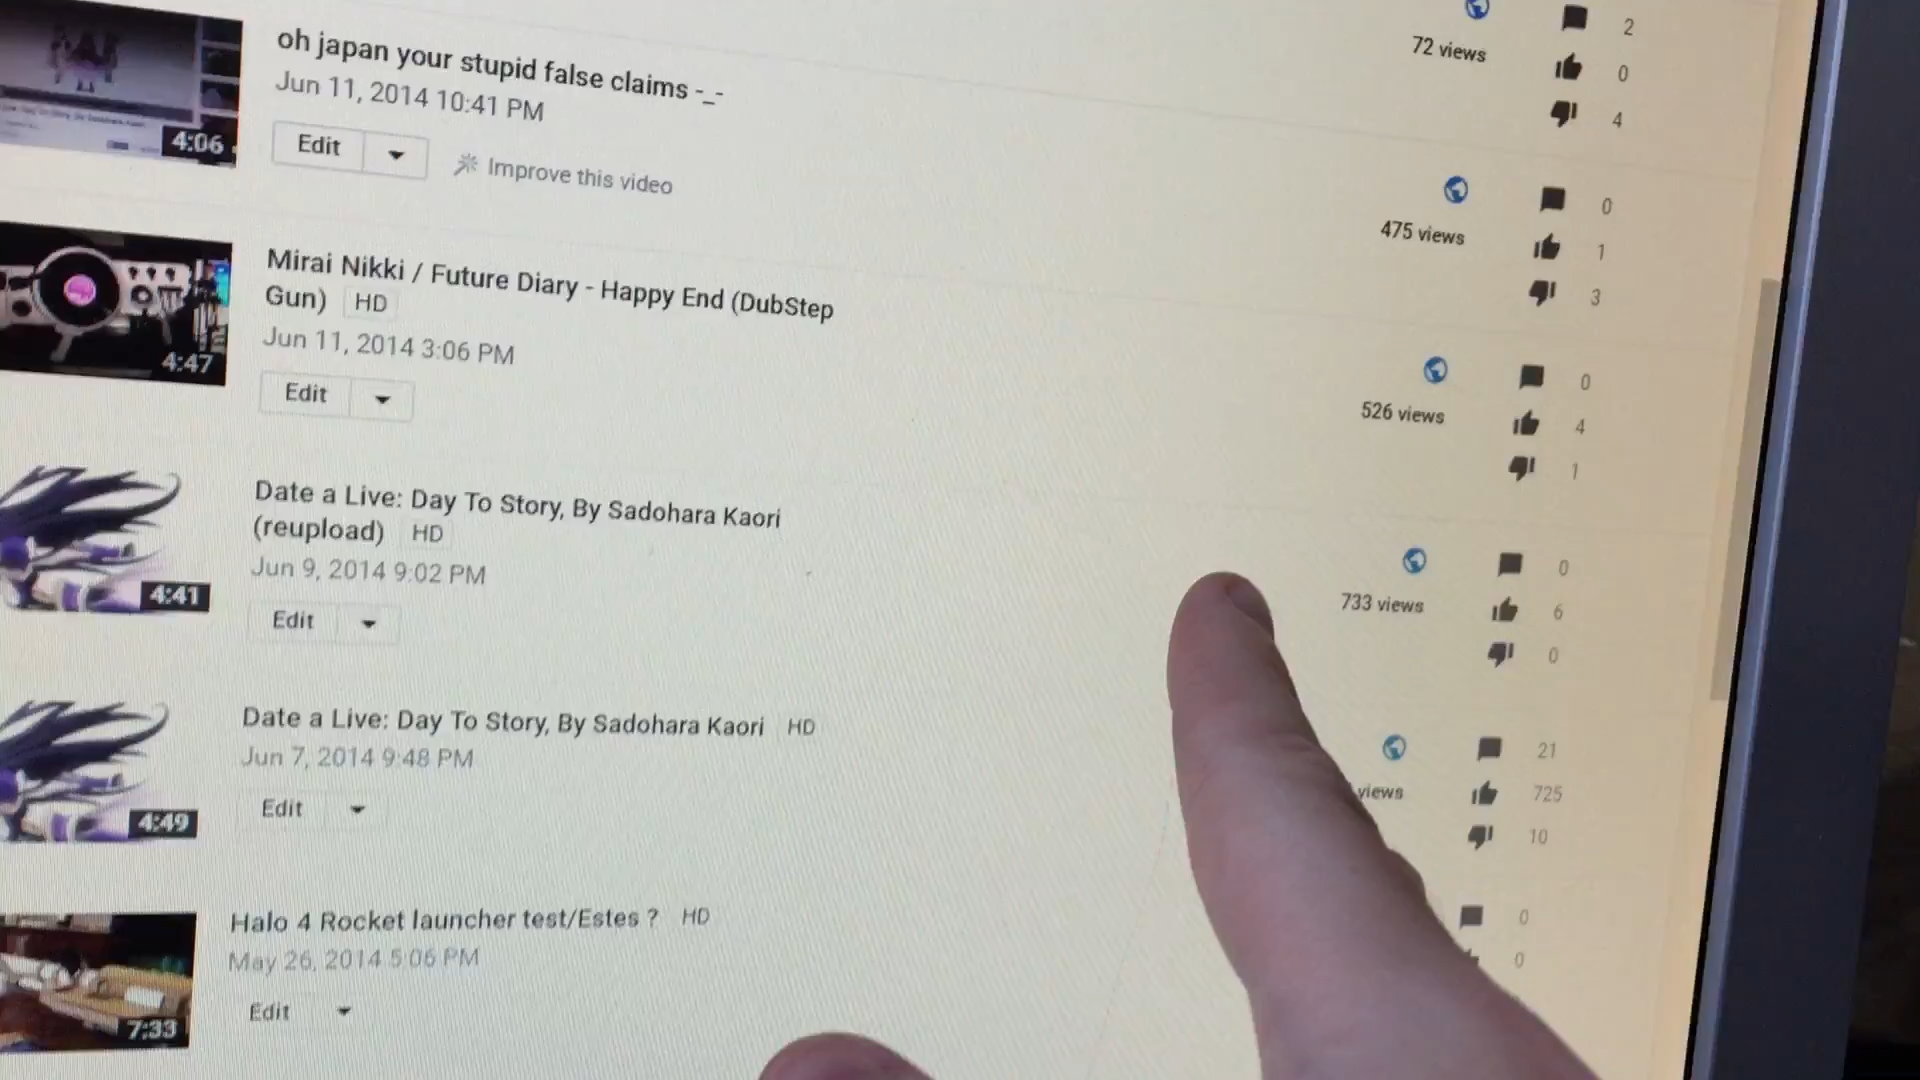 72 views
2
0
4
oh japan your stupid false claims -_-
Jun 11, 2014 10:41 PM
4:06
Edit
Improve this video
475 views
0
1
3
Mirai Nikki / Future Diary - Happy End (DubStep
Gun) HD
Jun 11, 2014 3:06 PM
4:47
Edit
526 views
0
4
1
Date a Live: Day To Story, By Sadohara Kaori
(reupload) HD
Jun 9, 2014 9:02 PM
4:41
Edit
733 views
0
6
0
Date a Live: Day To Story, By Sadohara Kaori HD
Jun 7, 2014 9:48 PM
4:49
Edit
views
21
725
10
Halo 4 Rocket launcher test/Estes ? HD
May 26, 2014 5:06 PM
7:33
Edit
0
0